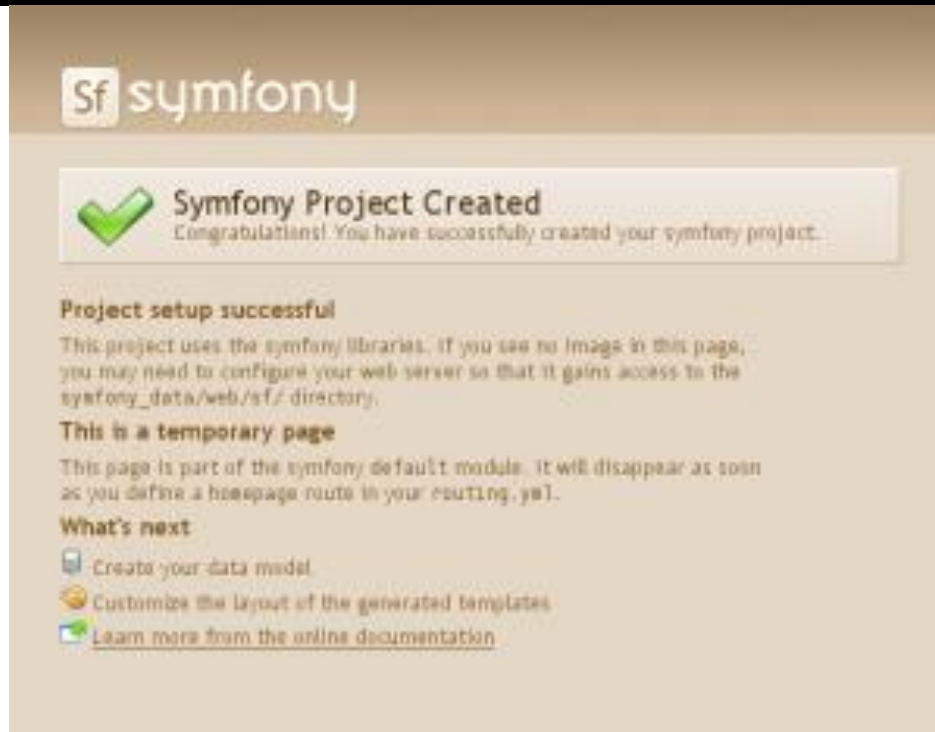 Sf symfony
Symfony Project Created
Congratulations! You have successfully created your symfony project.
Project setup successful
This project uses the symfony libraries. If you see no image in this page,
you may need to configure your web server so that it gains access to the
symfony_data/web/sf/ directory.
This is a temporary page
This page is part of the symfony default module. It will disappear as soon
as you define a homepage route in your routing.yml.
What's next
Create your data model
Customize the layout of the generated templates
Learn more from the online documentation